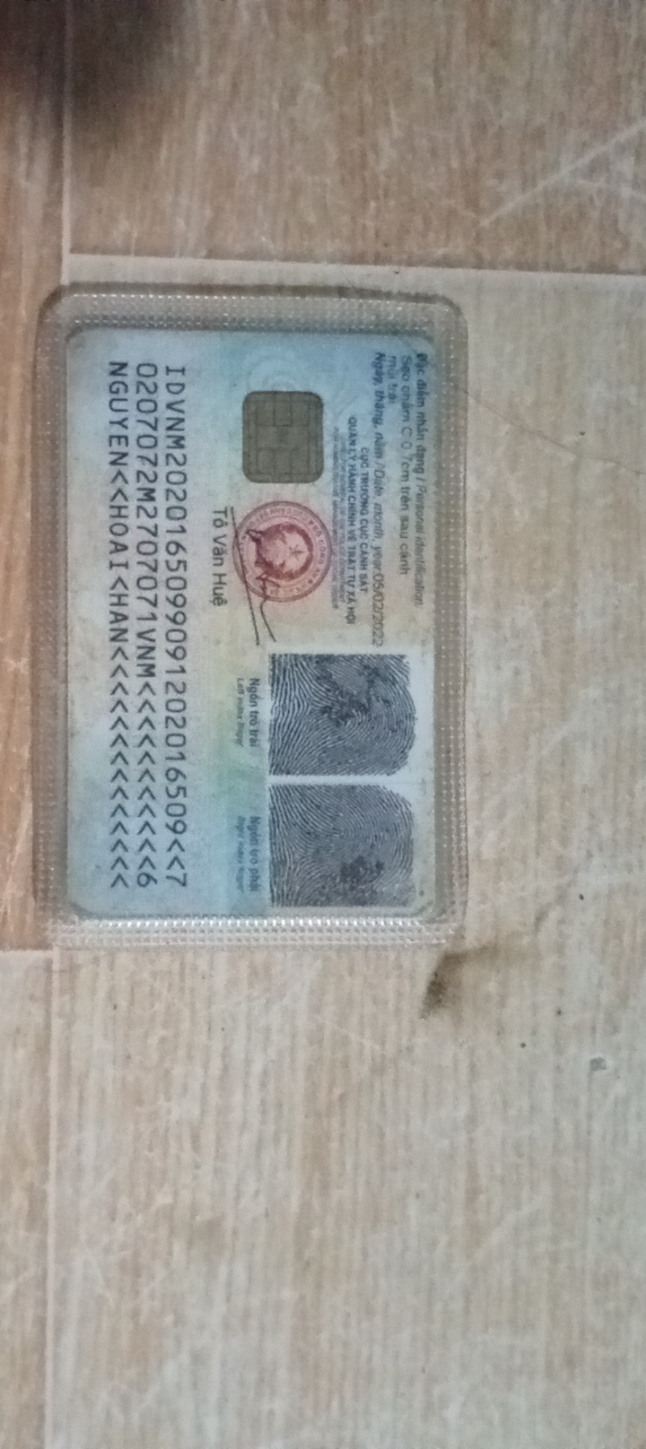 Đặc điểm nhân dạng / Personal identification
Sẹo chấm C 0.7cm trên sau cánh
mũi trái
Ngày, tháng, năm / Date, month, year: 05/02/2022
CỤC TRƯỞNG CỤC CẢNH SÁT
QUẢN LÝ HÀNH CHÍNH VỀ TRẬT TỰ XÃ HỘI
Tô Văn Huệ
Ngón trỏ trái
Left index finger
Ngón trỏ phải
Right index finger
IDVNM2020165099091202016509<<7
0207072M2707071VNM<<<<<<<<<<<6
NGUYEN<<HOAI<HAN<<<<<<<<<<<<<<